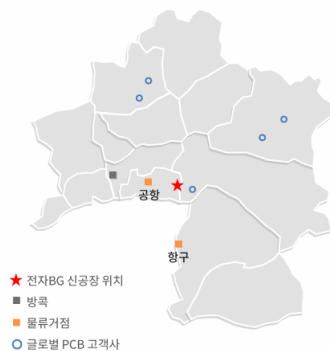 공항
항구
전자BG 신공장 위치
방콕
물류거점
글로벌 PCB 고객사